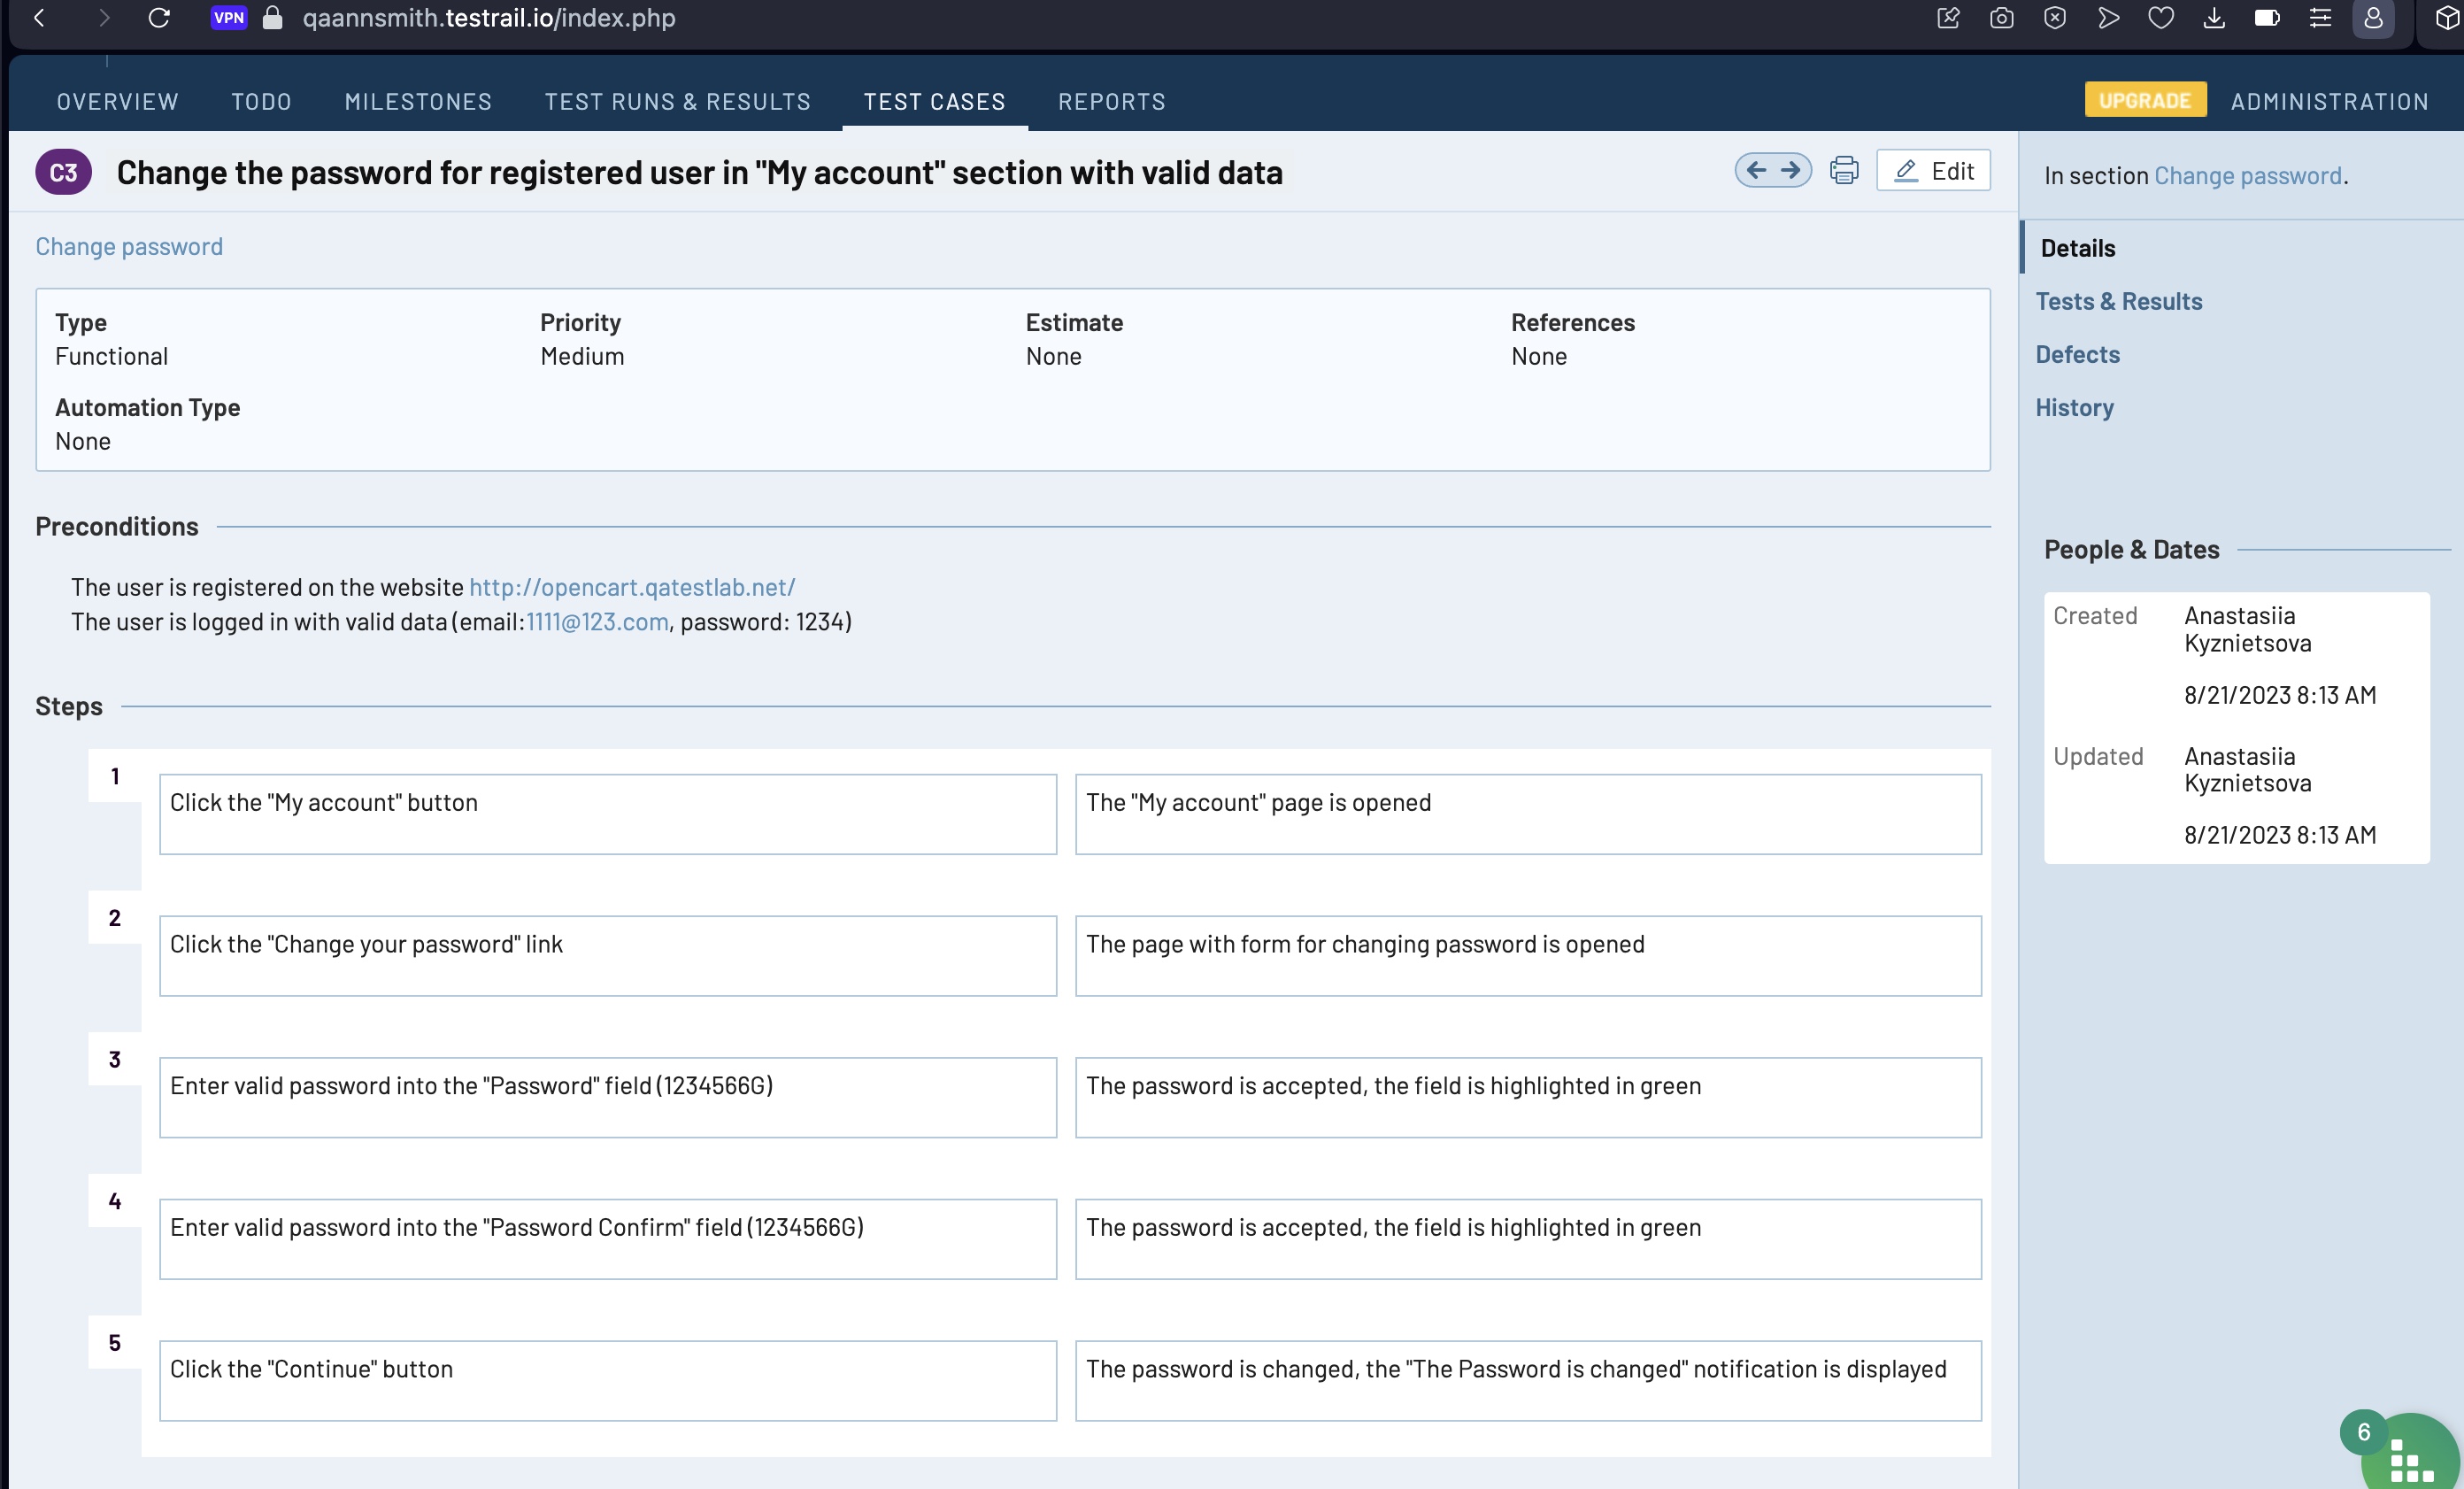 VPN qaannsmith.testrail.io/index.php
OVERVIEW TODO MILESTONES TEST RUNS & RESULTS TEST CASES REPORTS UPGRADE ADMINISTRATION
C3 Change the password for registered user in "My account" section with valid data Edit
Change password
Type Priority Estimate References
Functional Medium None None
Automation Type
None
Preconditions
The user is registered on the website http://opencart.qatestlab.net/
The user is logged in with valid data (email:1111@123.com, password: 1234)
Steps
1
Click the "My account" button The "My account" page is opened
2
Click the "Change your password" link The page with form for changing password is opened
3
Enter valid password into the "Password" field (1234566G) The password is accepted, the field is highlighted in green
4
Enter valid password into the "Password Confirm" field (1234566G) The password is accepted, the field is highlighted in green
5
Click the "Continue" button The password is changed, the "The Password is changed" notification is displayed
In section Change password.
Details
Tests & Results
Defects
History
People & Dates
Created Anastasiia
Kyznietsova
8/21/2023 8:13 AM
Updated Anastasiia
Kyznietsova
8/21/2023 8:13 AM
6